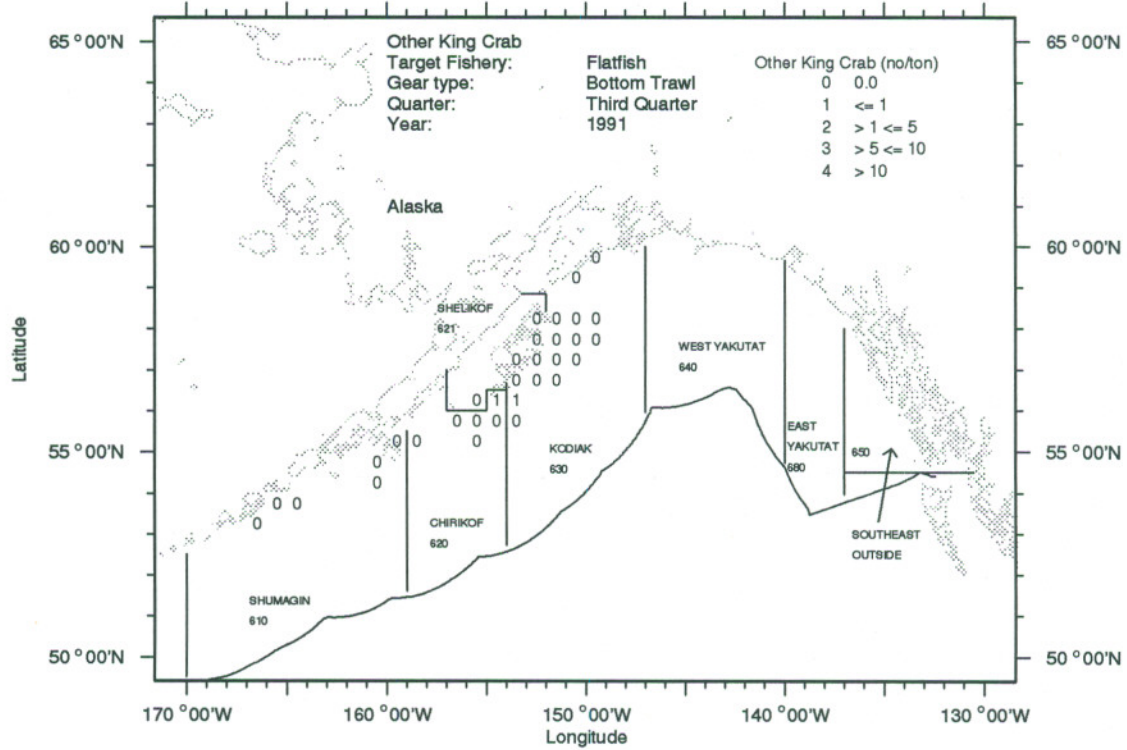 Other King Crab
Target Fishery: Flatfish
Gear type: Bottom Trawl
Quarter: Third Quarter
Year: 1991
Other King Crab (no/ton)
0 0.0
1 <= 1
2 > 1 <= 5
3 > 5 <= 10
4 > 10
65°00'N
65°00'N
Alaska
60°00'N
60°00'N
0
0
SHELIKOF
621
0 0 0 0
0 0 0 0
0 0 0 0
0 0 0
0 1 1
0 0 0 0
0 0
0
0
0
0 0
0
WEST YAKUTAT
640
EAST
YAKUTAT
680
650
KODIAK
630
55°00'N
55°00'N
CHIRIKOF
620
SOUTHEAST
OUTSIDE
SHUMAGIN
610
50°00'N
50°00'N
Latitude
170°00'W
160°00'W
150°00'W
140°00'W
130°00'W
Longitude